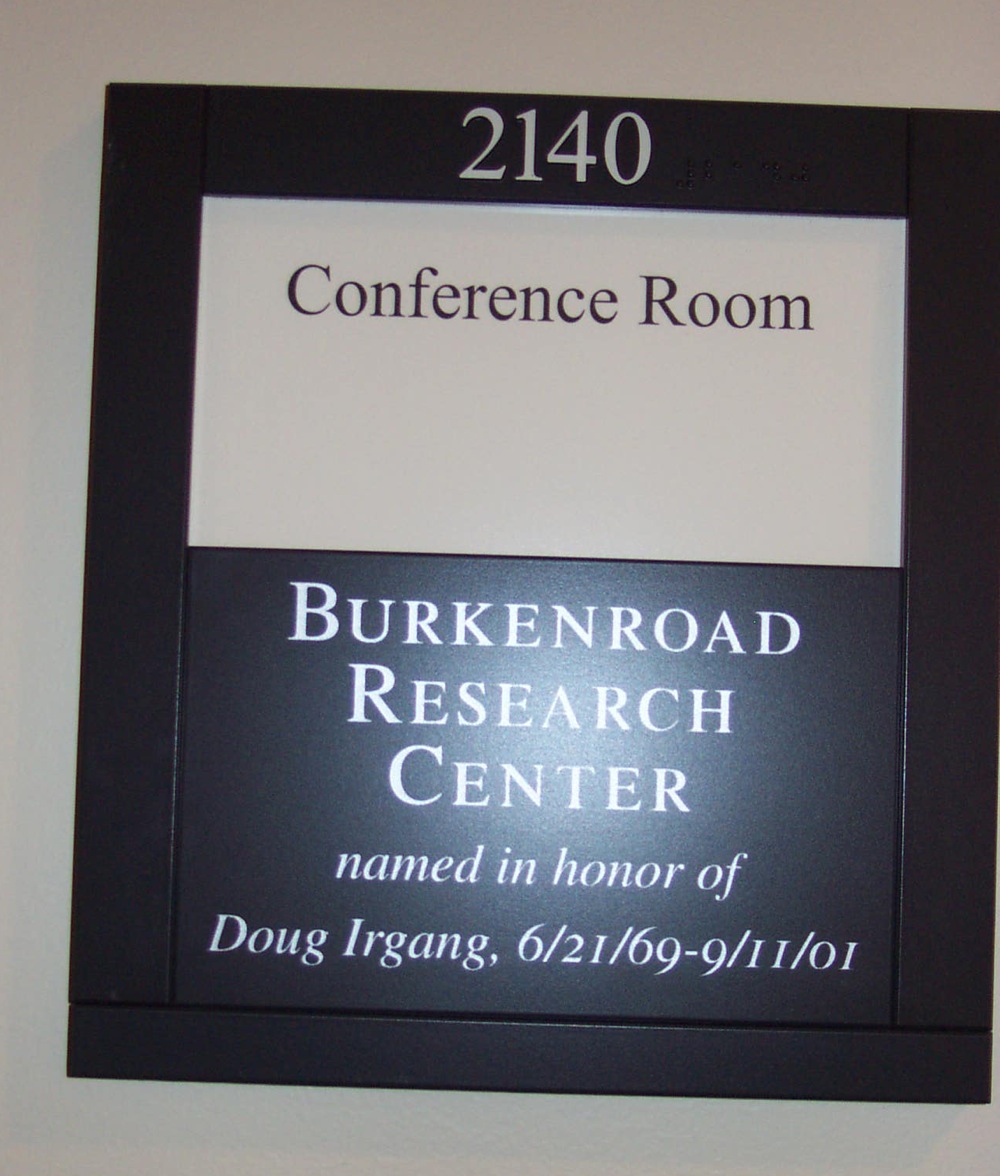 2140
Conference Room
BURKENROAD
RESEARCH
CENTER
named in honor of
Doug Irgang, 6/21/69-9/11/01